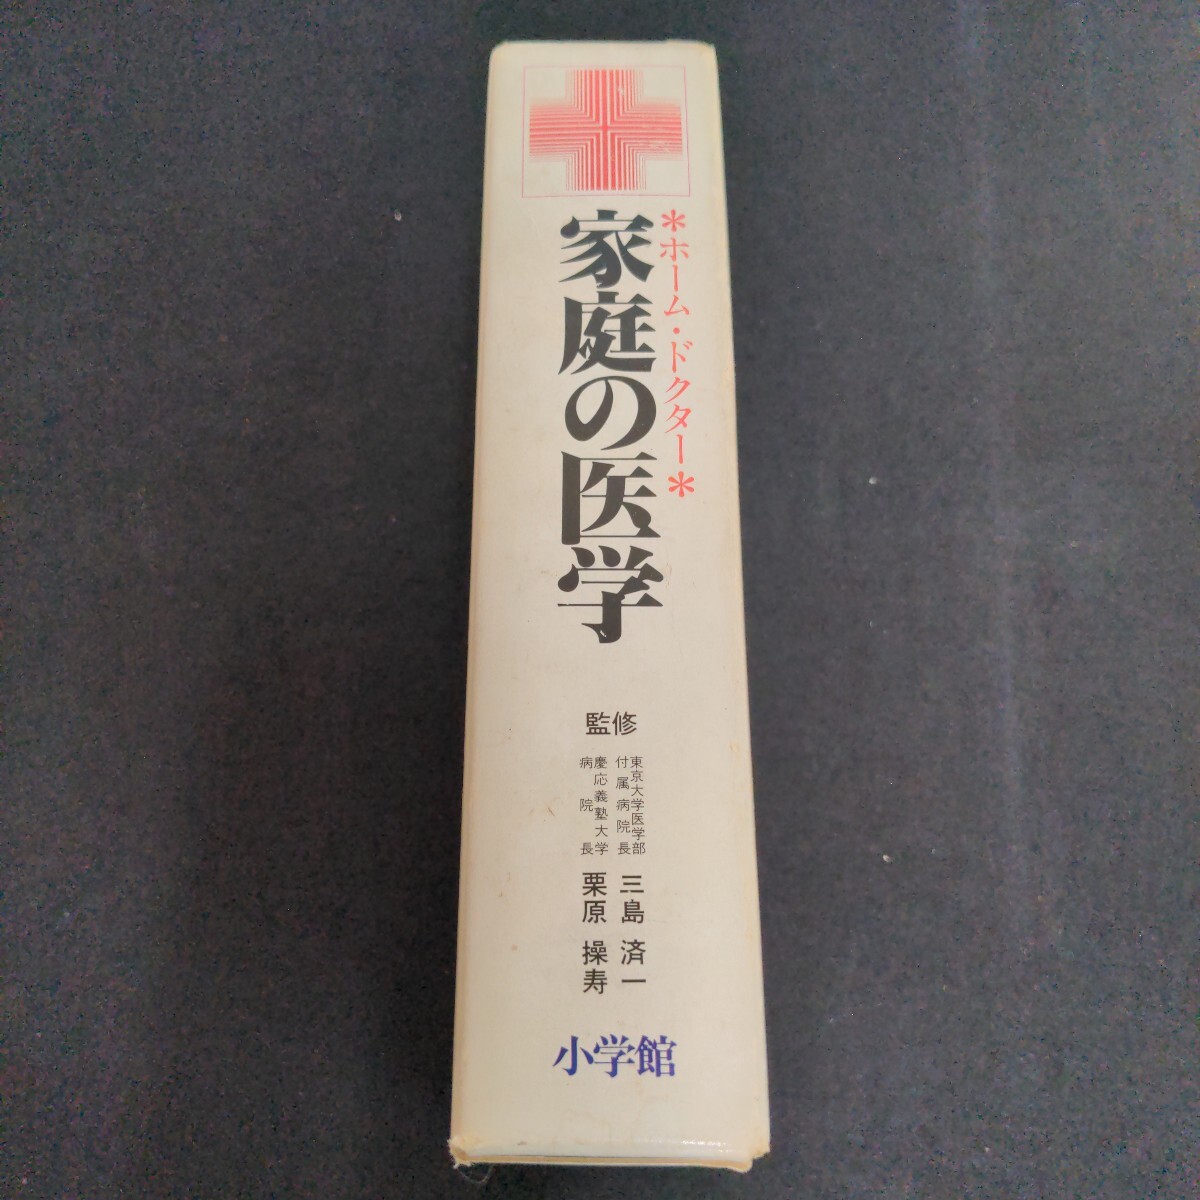 ＊ホーム・ドクター＊
家庭の医学
監修
東京大学医学部
付属病院長
三島済一
慶応義塾大学
病院長
栗原操寿
小学館